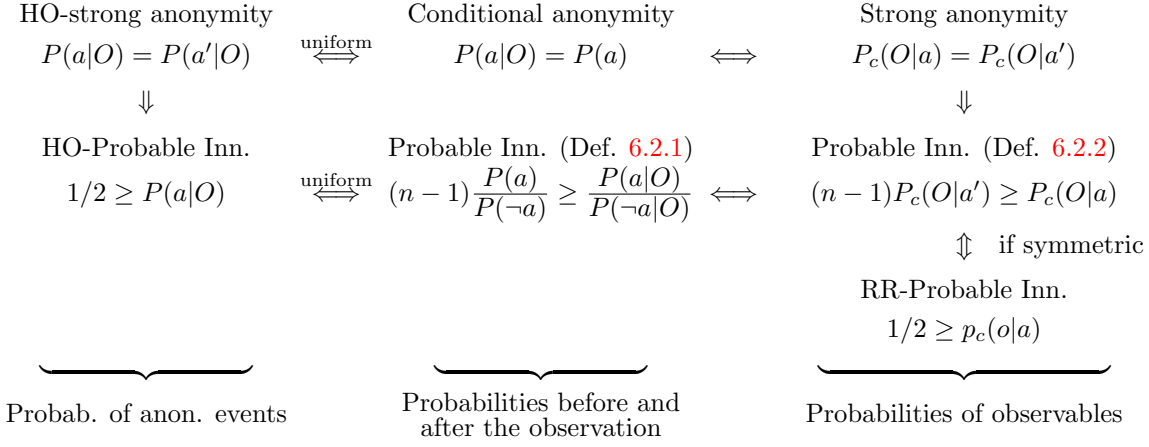 HO-strong anonymity Conditional anonymity Strong anonymity
P(a|O) = P(a′|O) ⟺ uniform P(a|O) = P(a) ⟺ P_c(O|a) = P_c(O|a′)
⇓ ⇓
HO-Probable Inn. Probable Inn. (Def. 6.2.1) Probable Inn. (Def. 6.2.2)
1/2 ≥ P(a|O) ⟺ uniform (n − 1) P(a)/P(¬a) ≥ P(a|O)/P(¬a|O) ⟺ (n − 1)P_c(O|a′) ≥ P_c(O|a)
⇕ if symmetric
RR-Probable Inn.
1/2 ≥ p_c(o|a)
Probab. of anon. events Probabilities before and after the observation Probabilities of observables